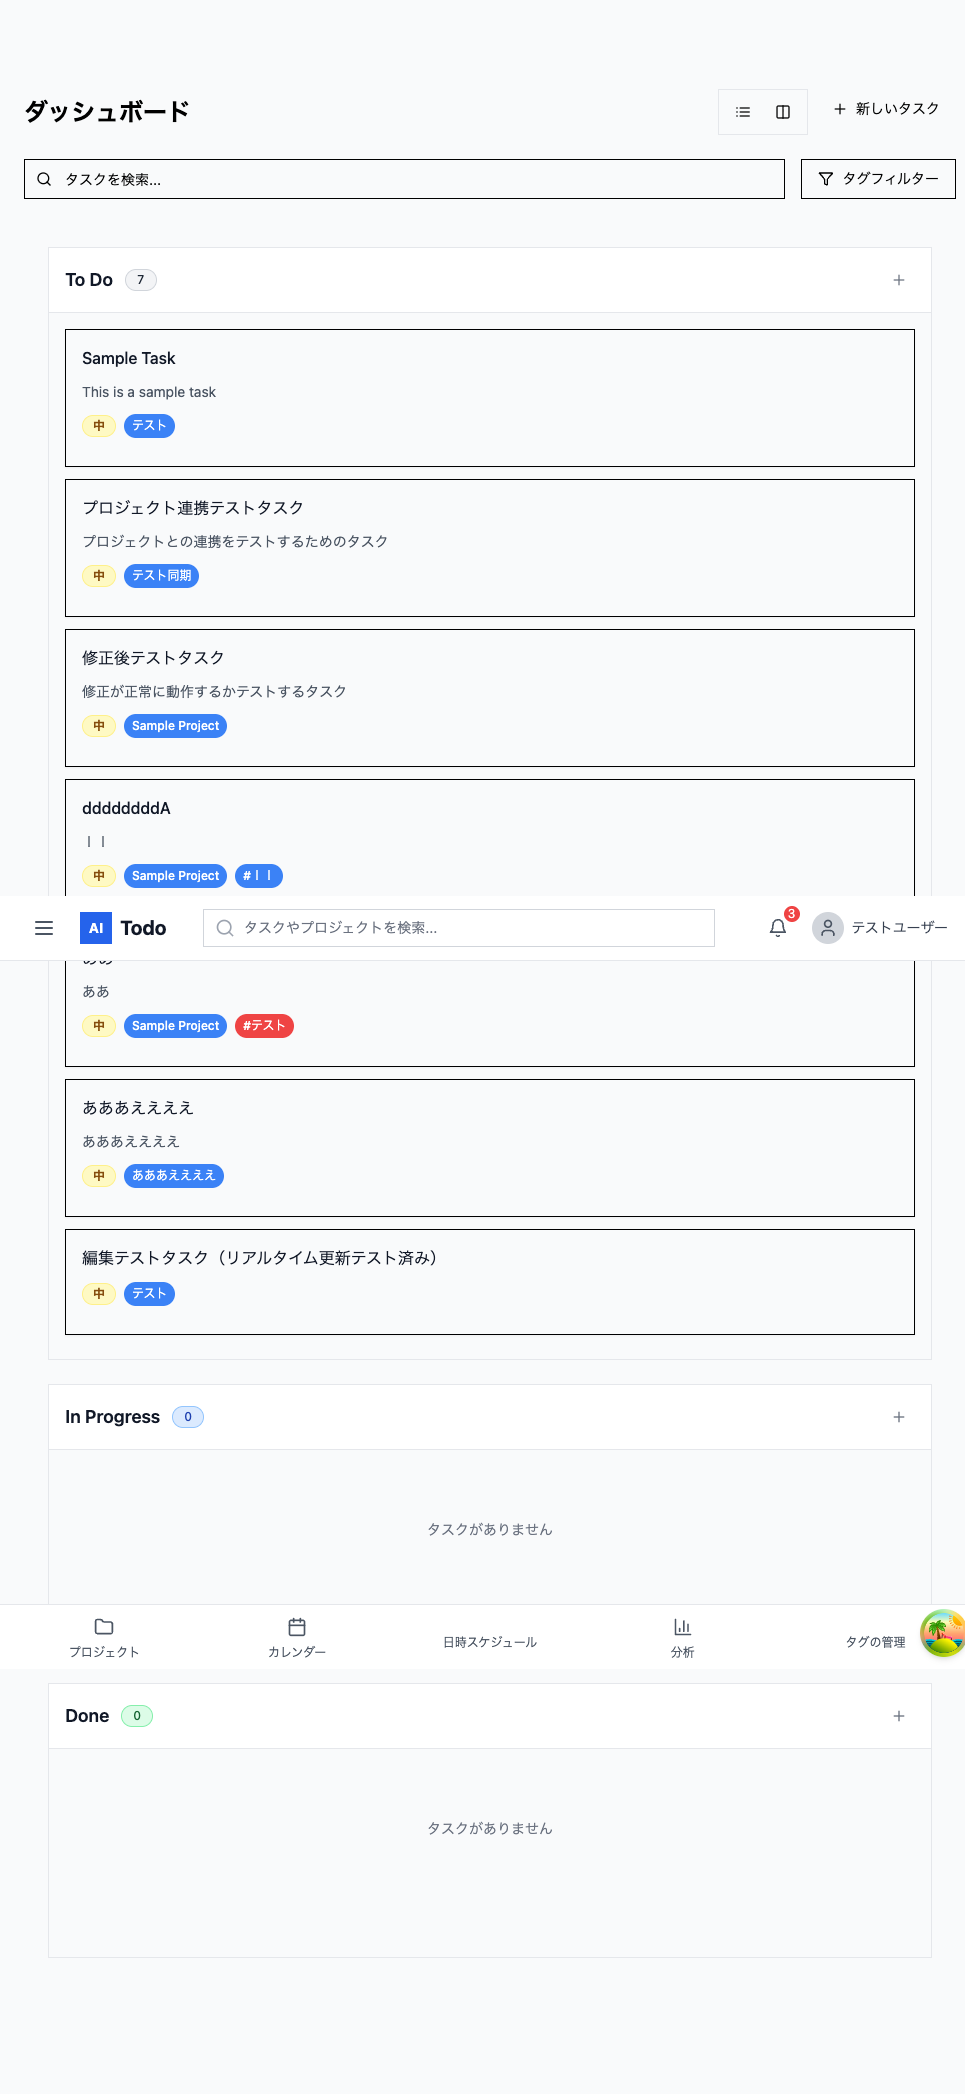 ダッシュボード
新しいタスク
タスクを検索...
タグフィルター
To Do 7
Sample Task
This is a sample task
中 テスト
プロジェクト連携テストタスク
プロジェクトとの連携をテストするためのタスク
中 テスト同期
修正後テストタスク
修正が正常に動作するかテストするタスク
中 Sample Project
ddddddddA
中 Sample Project
AI Todo
タスクやプロジェクトを検索...
3
テストユーザー
ああ
中 Sample Project #テスト
あああええええ
あああええええ
中 あああええええ
編集テストタスク（リアルタイム更新テスト済み）
中 テスト
In Progress 0
タスクがありません
プロジェクト
カレンダー
日時スケジュール
分析
タグの管理
Done 0
タスクがありません